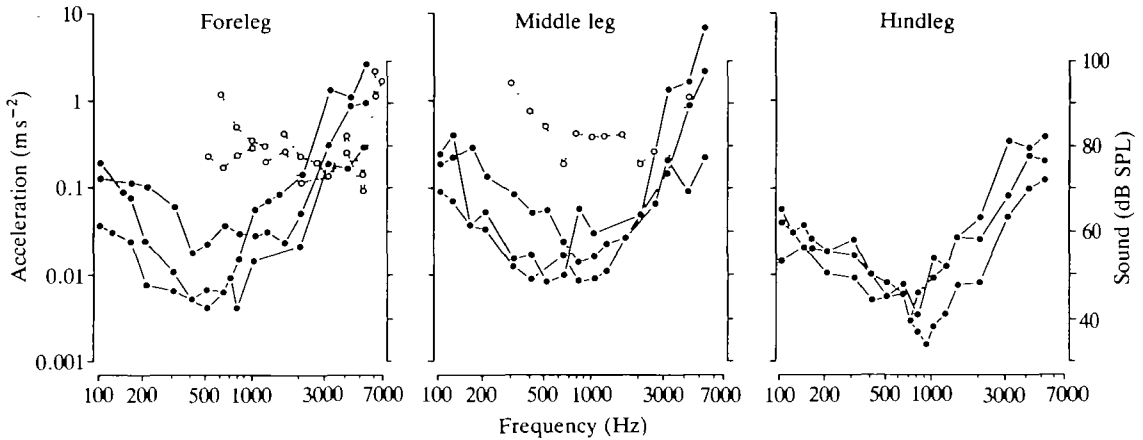 Foreleg Middle leg Hindleg
10
1
0.1
0.01
0.001
Acceleration (m s⁻²)
100
80
60
40
Sound (dB SPL)
100 200 500 1000 3000 7000
100 200 500 1000 3000 7000
100 200 500 1000 3000 7000
Frequency (Hz)